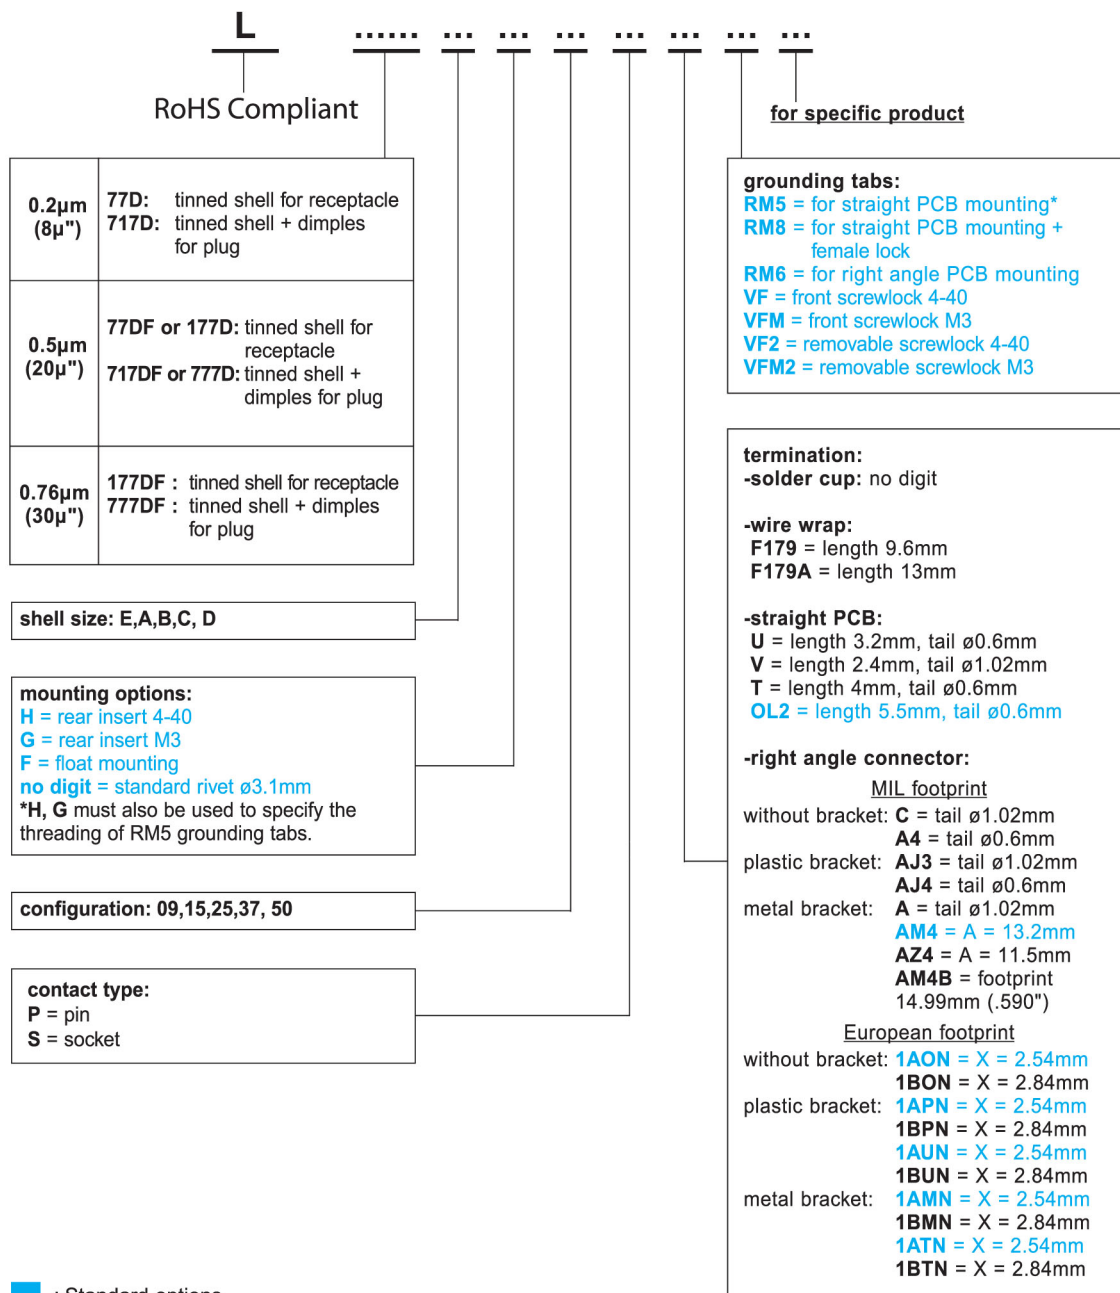 L ...... ... ... ... ... ... ... ...
RoHS Compliant
for specific product
0.2µm
(8µ")
77D: tinned shell for receptacle
717D: tinned shell + dimples
for plug
0.5µm
(20µ")
77DF or 177D: tinned shell for
receptacle
717DF or 777D: tinned shell +
dimples for plug
0.76µm
(30µ")
177DF : tinned shell for receptacle
777DF : tinned shell + dimples
for plug
shell size: E,A,B,C, D
mounting options:
H = rear insert 4-40
G = rear insert M3
F = float mounting
no digit = standard rivet ø3.1mm
*H, G must also be used to specify the
threading of RM5 grounding tabs.
configuration: 09,15,25,37, 50
contact type:
P = pin
S = socket
grounding tabs:
RM5 = for straight PCB mounting*
RM8 = for straight PCB mounting +
female lock
RM6 = for right angle PCB mounting
VF = front screwlock 4-40
VFM = front screwlock M3
VF2 = removable screwlock 4-40
VFM2 = removable screwlock M3
termination:
-solder cup: no digit
-wire wrap:
F179 = length 9.6mm
F179A = length 13mm
-straight PCB:
U = length 3.2mm, tail ø0.6mm
V = length 2.4mm, tail ø1.02mm
T = length 4mm, tail ø0.6mm
OL2 = length 5.5mm, tail ø0.6mm
-right angle connector:
MIL footprint
without bracket: C = tail ø1.02mm
A4 = tail ø0.6mm
plastic bracket: AJ3 = tail ø1.02mm
AJ4 = tail ø0.6mm
metal bracket: A = tail ø1.02mm
AM4 = A = 13.2mm
AZ4 = A = 11.5mm
AM4B = footprint
14.99mm (.590")
European footprint
without bracket: 1AON = X = 2.54mm
1BON = X = 2.84mm
plastic bracket: 1APN = X = 2.54mm
1BPN = X = 2.84mm
1AUN = X = 2.54mm
1BUN = X = 2.84mm
metal bracket: 1AMN = X = 2.54mm
1BMN = X = 2.84mm
1ATN = X = 2.54mm
1BTN = X = 2.84mm
: Standard options